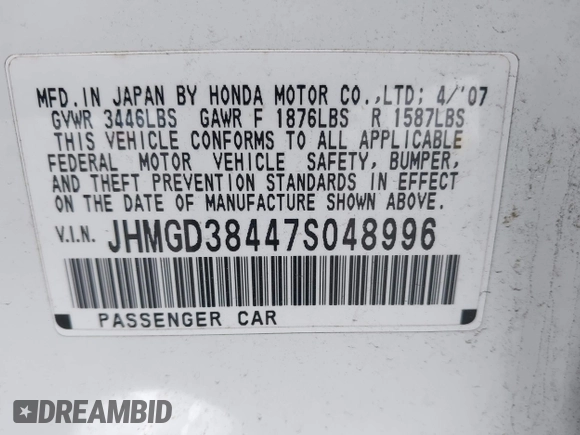 MFD.IN JAPAN BY HONDA MOTOR CO.,LTD; 4/'07
GVWR 3446LBS GAWR F 1876LBS R 1587LBS
THIS VEHICLE CONFORMS TO ALL APPLICABLE
FEDERAL MOTOR VEHICLE SAFETY, BUMPER,
AND THEFT PREVENTION STANDARDS IN EFFECT
ON THE DATE OF MANUFACTURE SHOWN ABOVE.
V.I.N. JHMGD38447S048996
PASSENGER CAR
DREAMBID